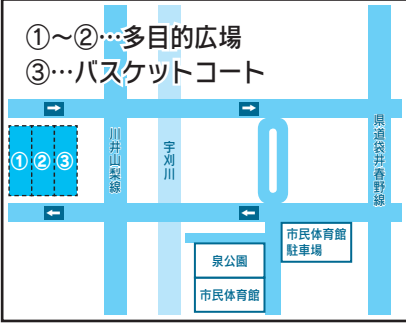 ①～②…多目的広場
③…バスケットコート
① ② ③
川井山梨線
宇刈川
県道袋井春野線
市民体育館
駐車場
泉公園
市民体育館